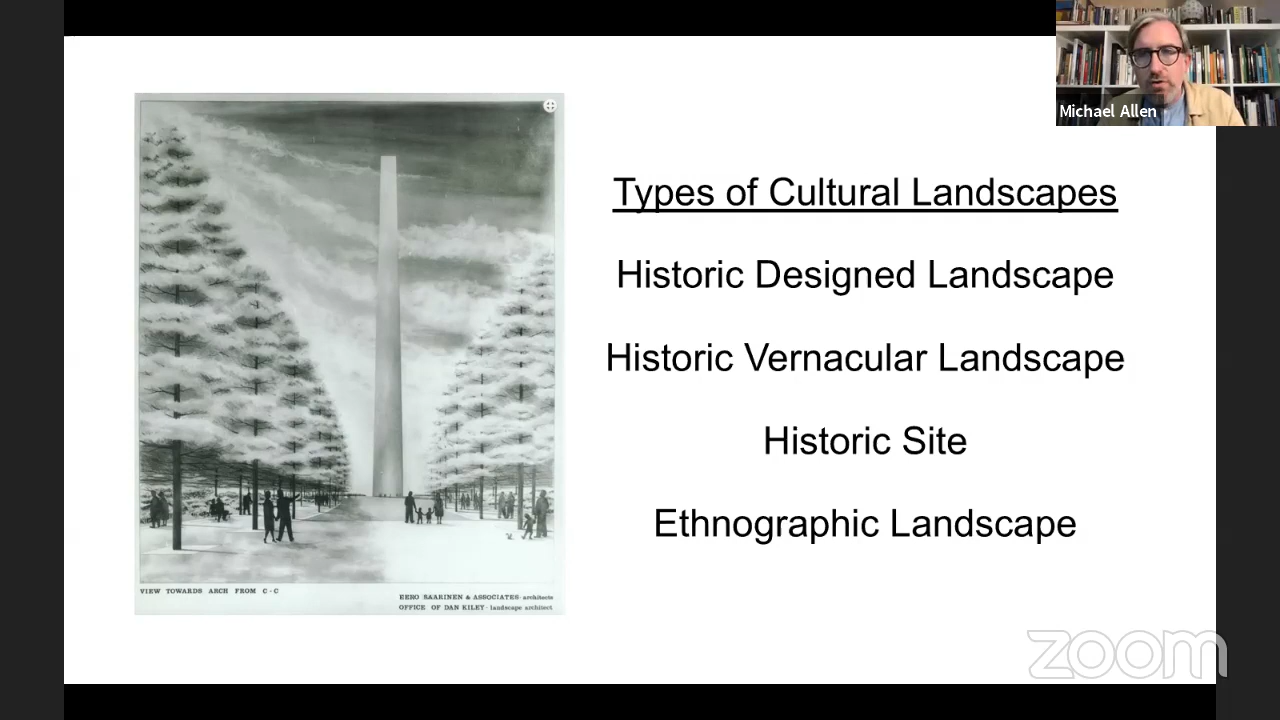 Michael Allen
Types of Cultural Landscapes
Historic Designed Landscape
Historic Vernacular Landscape
Historic Site
Ethnographic Landscape
VIEW TOWARDS ARCH FROM C-C
EERO SAARINEN & ASSOCIATES· architects
OFFICE OF DAN KILEY· landscape architect
zoom